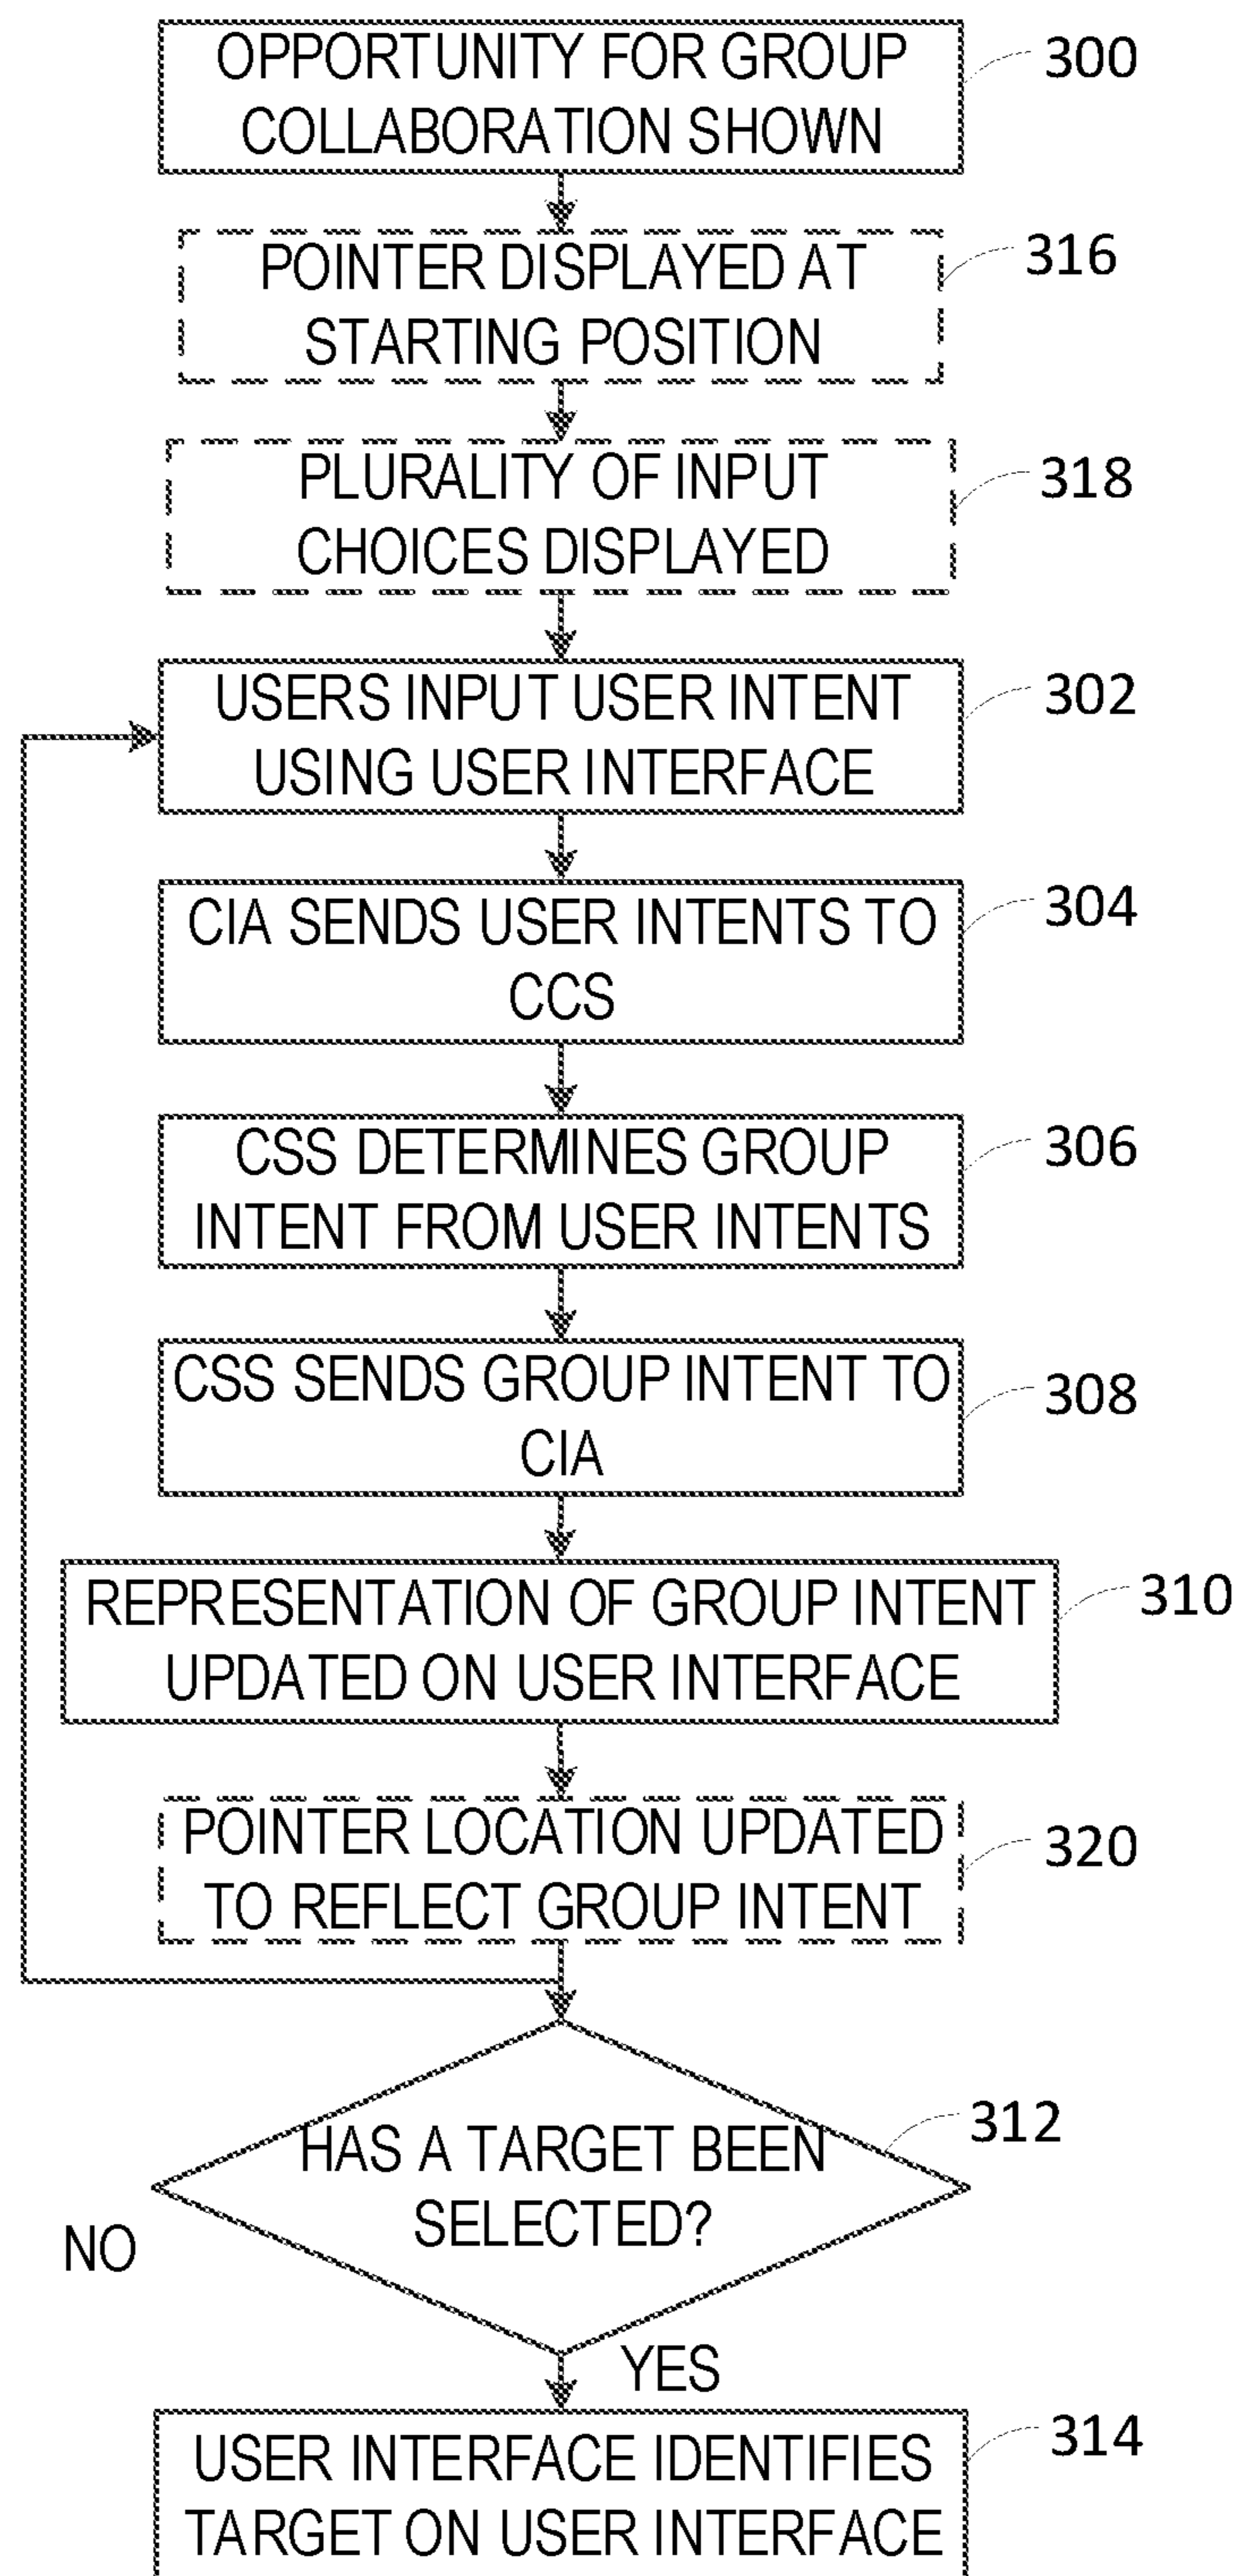 OPPORTUNITY FOR GROUP
COLLABORATION SHOWN
300
POINTER DISPLAYED AT
STARTING POSITION
316
PLURALITY OF INPUT
CHOICES DISPLAYED
318
USERS INPUT USER INTENT
USING USER INTERFACE
302
CIA SENDS USER INTENTS TO
CCS
304
CSS DETERMINES GROUP
INTENT FROM USER INTENTS
306
CSS SENDS GROUP INTENT TO
CIA
308
REPRESENTATION OF GROUP INTENT
UPDATED ON USER INTERFACE
310
POINTER LOCATION UPDATED
TO REFLECT GROUP INTENT
320
HAS A TARGET BEEN
SELECTED?
312
NO
YES
USER INTERFACE IDENTIFIES
TARGET ON USER INTERFACE
314